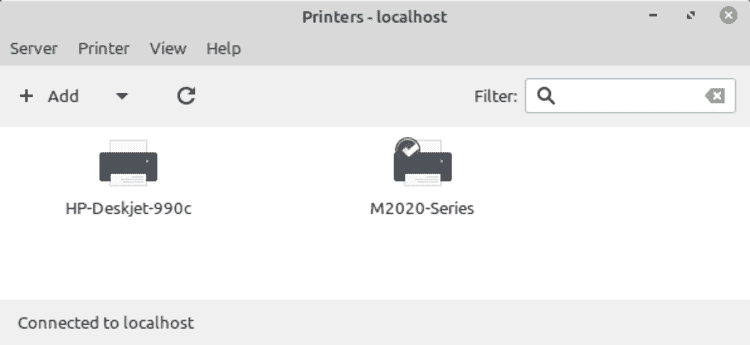 Printers - localhost
Server Printer View Help
+ Add Filter:
HP-Deskjet-990c M2020-Series
Connected to localhost